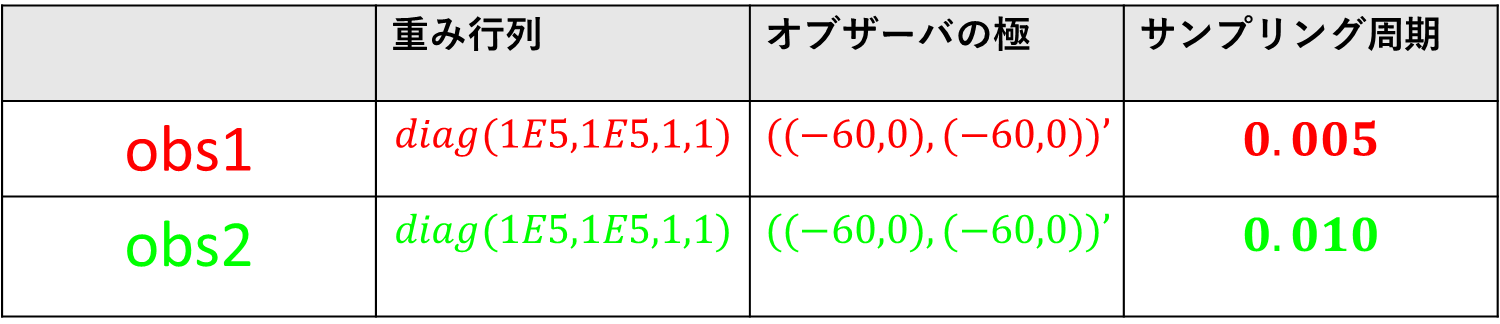 重み行列 オブザーバの極 サンプリング周期
obs1 diag(1E5,1E5,1,1) ((−60,0),(−60,0))’ 0.005
obs2 diag(1E5,1E5,1,1) ((−60,0),(−60,0))’ 0.010